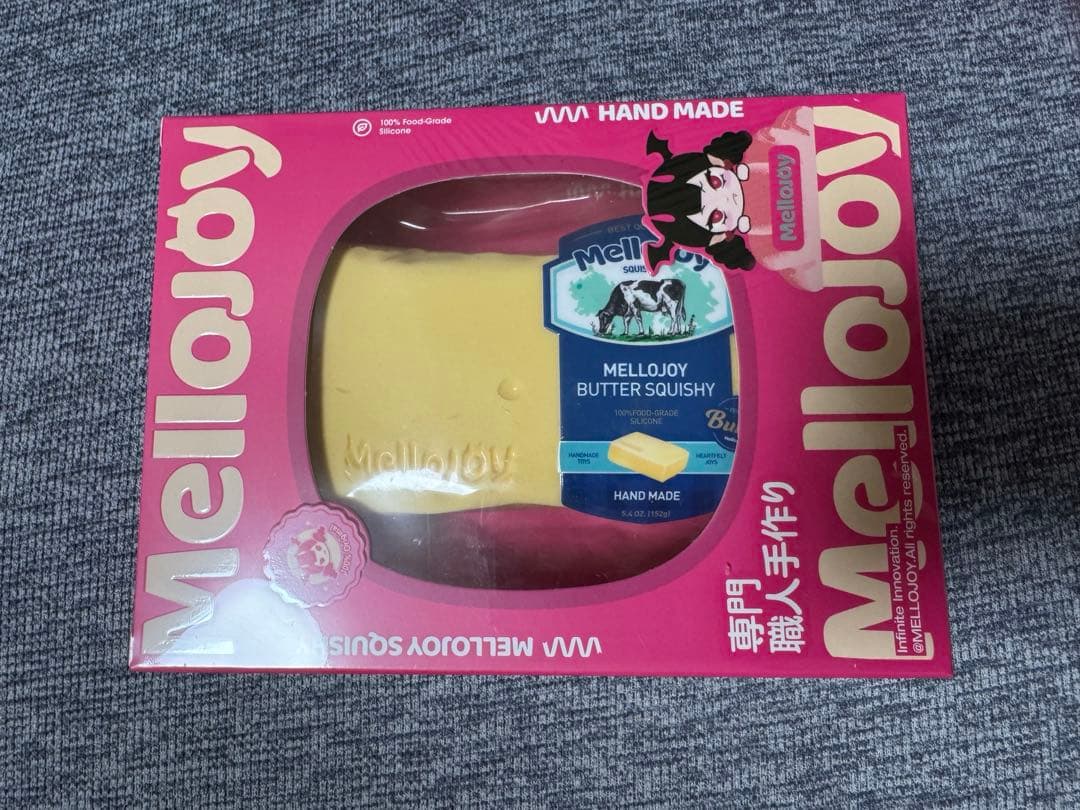 100% Food-Grade
Silicone
HAND MADE
Mellojoy
Mellojoy
Mellojoy
BEST
Mellojoy
MELLOJOY
BUTTER SQUISHY
100%FOOD-GRADE
SILICONE
HANDMADE
TOYS
HEARTFELT
JOYS
HAND MADE
5.4 OZ. (152g)
Mellojoy
専門
職人手作り
Infinite Innovation.
@MELLOJOY.All rights reserved.
MELLOJOY SQUISH